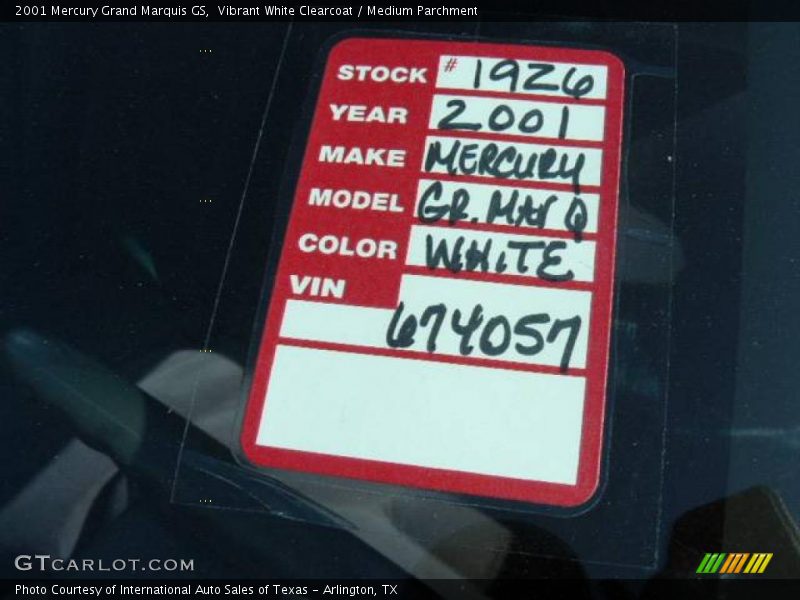 2001 Mercury Grand Marquis GS,  Vibrant White Clearcoat / Medium Parchment
STOCK # 1926
YEAR 2001
MAKE MERCURY
MODEL GR. MAR Q
COLOR WHITE
VIN
674057
GTCARLOT.COM
Photo Courtesy of International Auto Sales of Texas - Arlington, TX